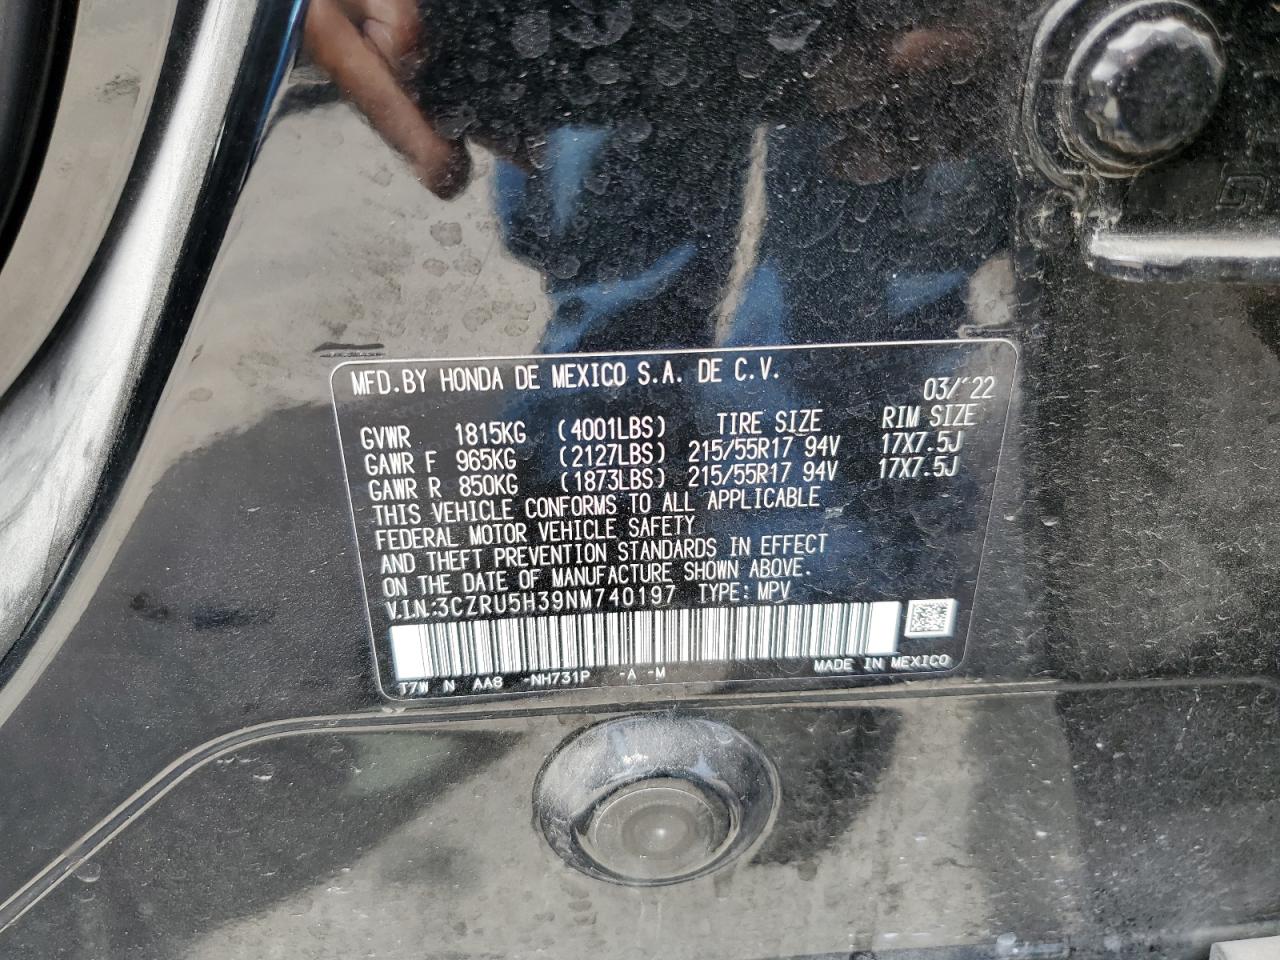 MFD.BY HONDA DE MEXICO S.A. DE C.V.
03/'22
GVWR 1815KG (4001LBS) TIRE SIZE RIM SIZE
GAWR F 965KG (2127LBS) 215/55R17 94V 17X7.5J
GAWR R 850KG (1873LBS) 215/55R17 94V 17X7.5J
THIS VEHICLE CONFORMS TO ALL APPLICABLE
FEDERAL MOTOR VEHICLE SAFETY
AND THEFT PREVENTION STANDARDS IN EFFECT
ON THE DATE OF MANUFACTURE SHOWN ABOVE.
V.I.N.:3CZRU5H39NM740197 TYPE: MPV
MADE IN MEXICO
T7W N AA8 -NH731P -A -M